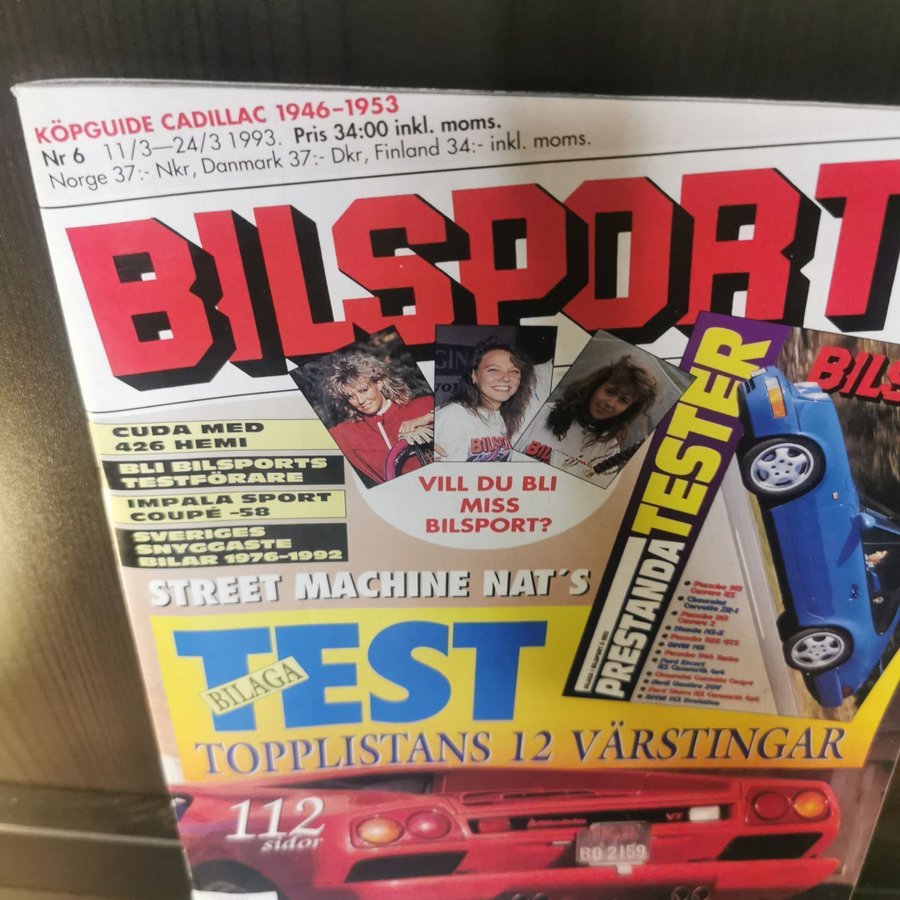 KÖPGUIDE CADILLAC 1946-1953
Nr 6 11/3—24/3 1993. Pris 34:00 inkl. moms.
Norge 37:- Nkr, Danmark 37:- Dkr, Finland 34:- inkl. moms.
BILSPORT
CUDA MED
426 HEMI
BLI BILSPORTS
TESTFÖRARE
IMPALA SPORT
COUPÉ -58
SVERIGES
SNYGGASTE
BILAR 1976-1992
VILL DU BLI
MISS
BILSPORT?
STREET MACHINE NAT´S
PRESTANDATESTER
BILS
TEST
BILAGA
TOPPLISTANS 12 VÄRSTINGAR
112
sidor
BO 2159